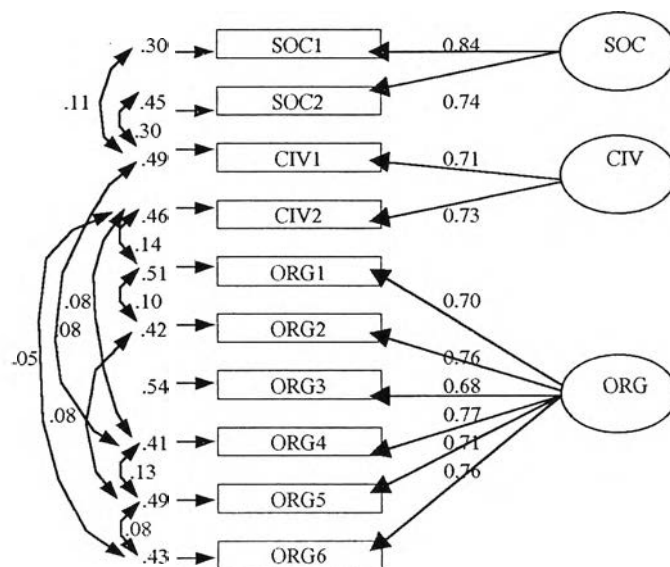 .30 SOC1 0.84 SOC
.11 .45 SOC2 0.74
.30
.49 CIV1 0.71 CIV
.46 CIV2 0.73
.14
.51 ORG1 0.70
.08 .10
.08 .42 ORG2 0.76
.05
.54 ORG3 0.68 ORG
.08 0.77
.41 ORG4 0.71
.13 0.76
.49 ORG5
.08
.43 ORG6